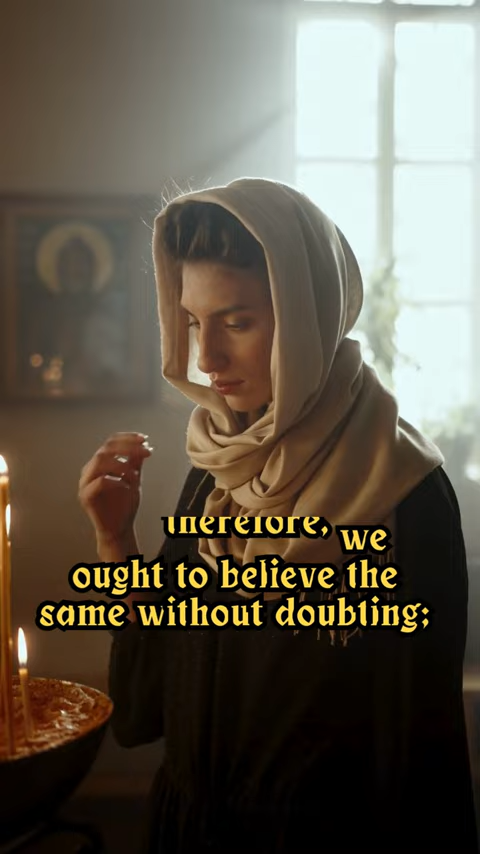 therefore, we
ought to believe the
same without doubting;